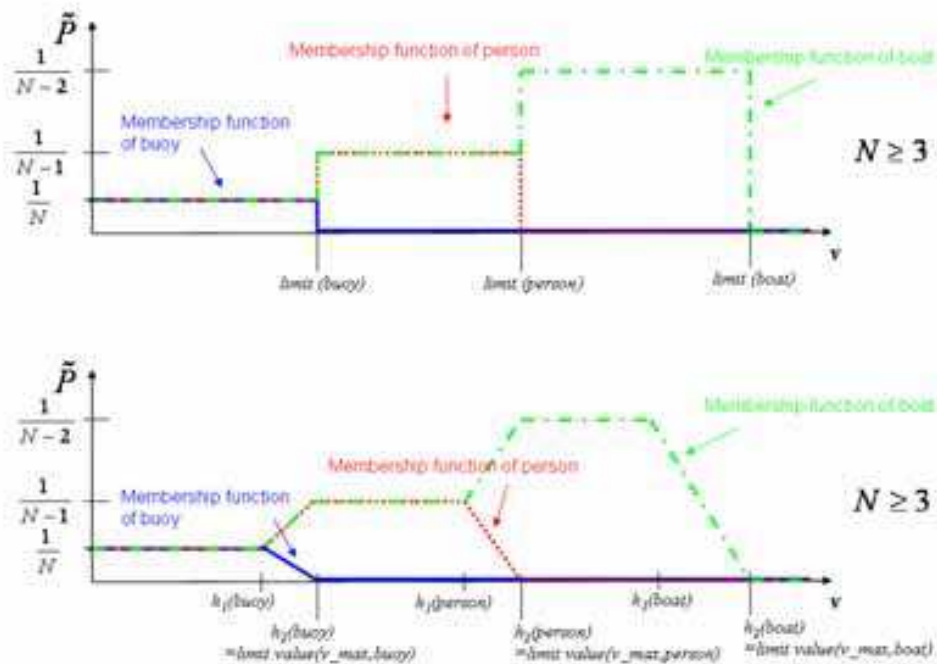 P̃
Membership function of person
Membership function of boat
1
N − 2
Membership function
of buoy
1
N − 1
N ≥ 3
1
N
v
limit (buoy)
limit (person)
limit (boat)
P̃
1
N − 2
Membership function of boat
Membership function of person
Membership function
of buoy
1
N − 1
N ≥ 3
1
N
h₁(buoy)
h₁(person)
h₁(boat)
v
h₂(buoy)
h₂(person)
h₂(boat)
=limit value(v_mat,buoy)
=limit value(v_mat,person)
=limit value(v_mat,boat)